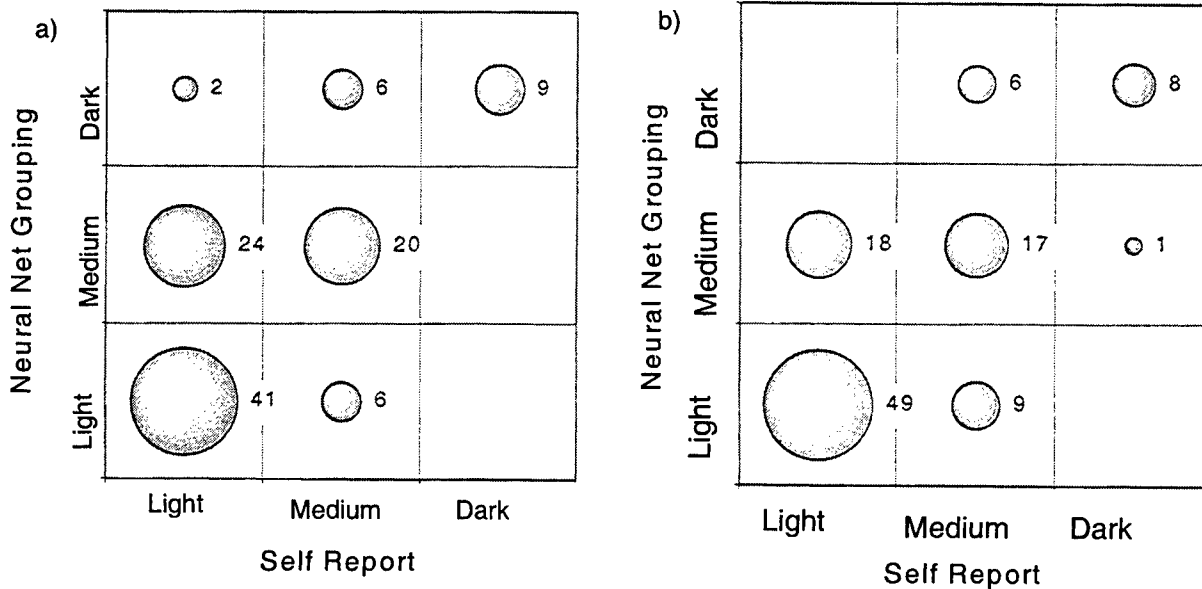 a)
Neural Net Grouping
Dark
2
6
9
Medium
24
20
Light
41
6
Light
Medium
Dark
Self Report
b)
Neural Net Grouping
Dark
6
8
Medium
18
17
1
Light
49
9
Light
Medium
Dark
Self Report